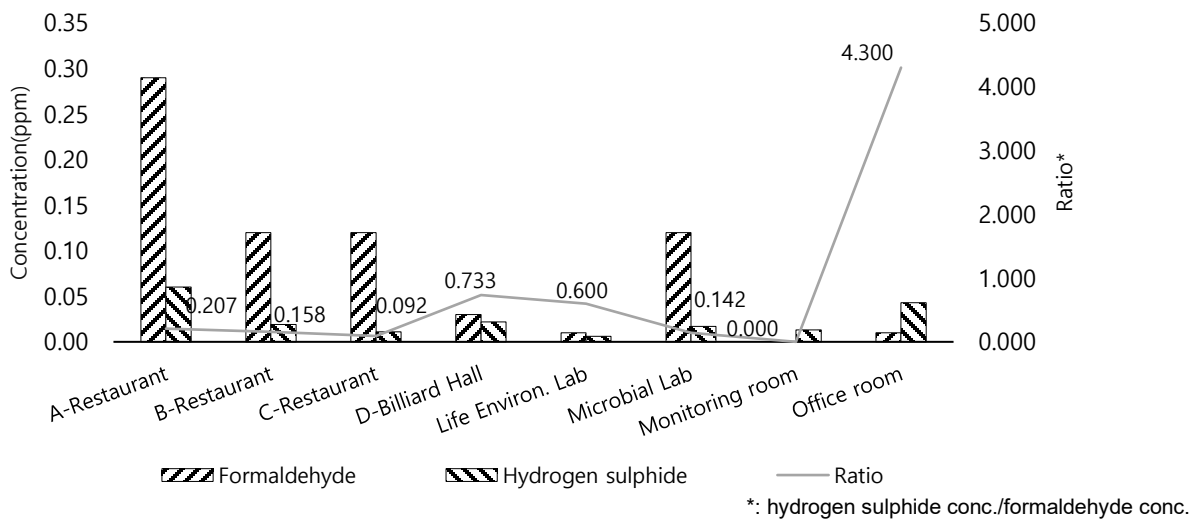 0.35
0.30
0.25
0.20
0.15
0.10
0.05
0.00
Concentration(ppm)
5.000
4.000
3.000
2.000
1.000
0.000
Ratio*
0.207
0.158
0.092
0.733
0.600
0.142
0.000
4.300
A-Restaurant
B-Restaurant
C-Restaurant
D-Billiard Hall
Life Environ. Lab
Microbial Lab
Monitoring room
Office room
Formaldehyde
Hydrogen sulphide
Ratio
*: hydrogen sulphide conc./formaldehyde conc.